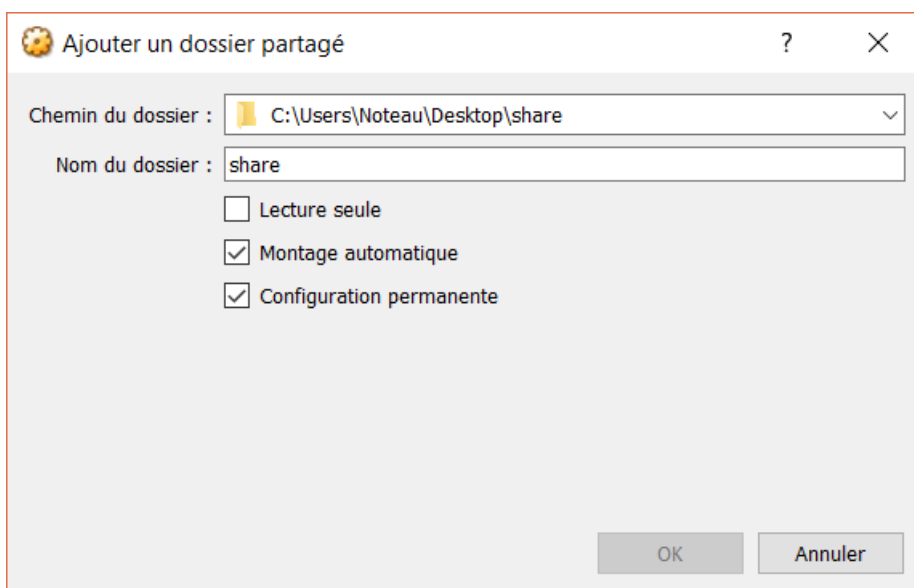 Ajouter un dossier partagé ?
Chemin du dossier : C:\Users\Noteau\Desktop\share
Nom du dossier : share
Lecture seule
Montage automatique
Configuration permanente
OK Annuler